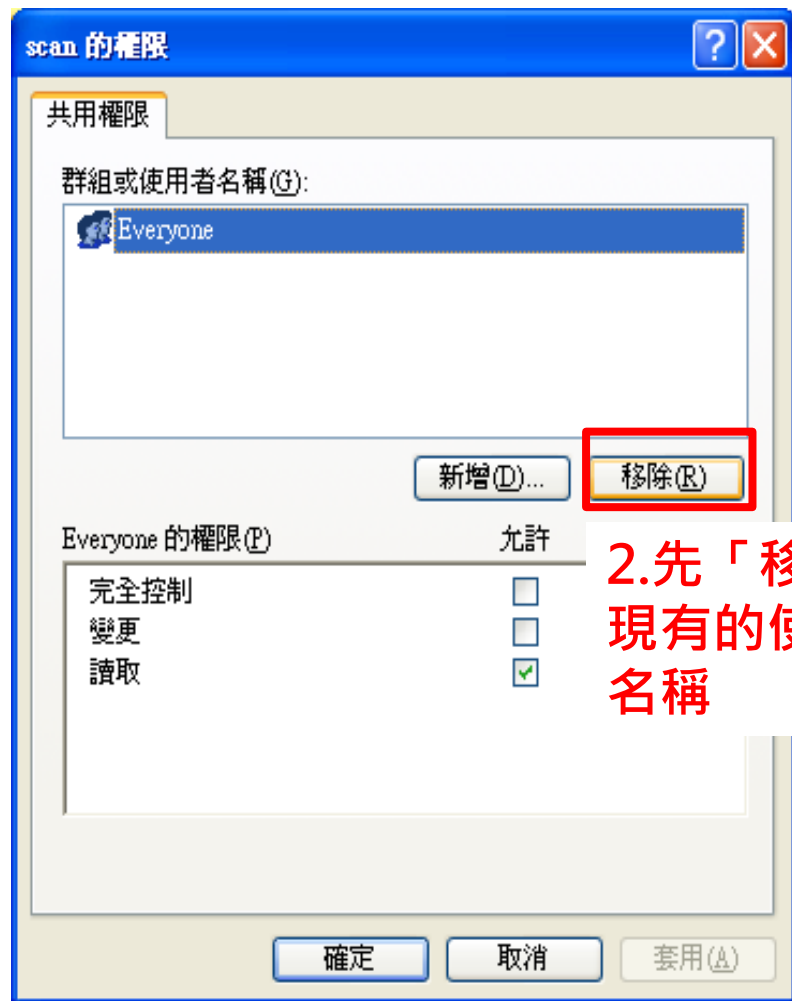 scan 的權限
共用權限
群組或使用者名稱(G):
Everyone
新增(D)...
移除(R)
Everyone 的權限(P)
允許
完全控制
變更
讀取
2.先「移
現有的使
名稱
確定
取消
套用(A)